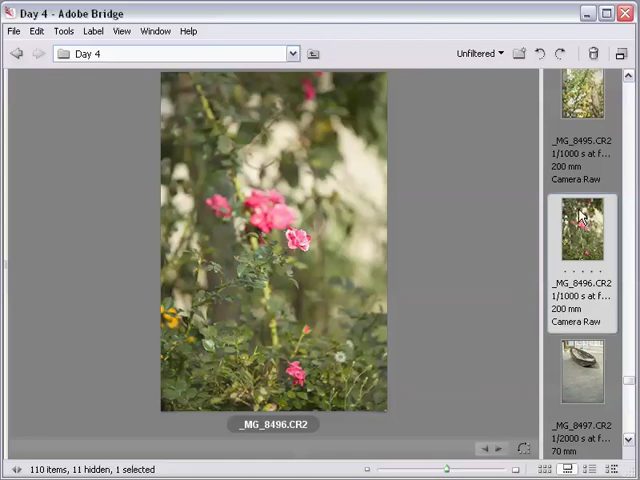 Day 4 - Adobe Bridge
File Edit Tools Label View Window Help
Day 4
Unfiltered
_MG_8495.CR2
1/1000 s at f...
200 mm
Camera Raw
_MG_8496.CR2
1/1000 s at f...
200 mm
Camera Raw
_MG_8497.CR2
1/2000 s at f...
70 mm
_MG_8496.CR2
110 items, 11 hidden, 1 selected